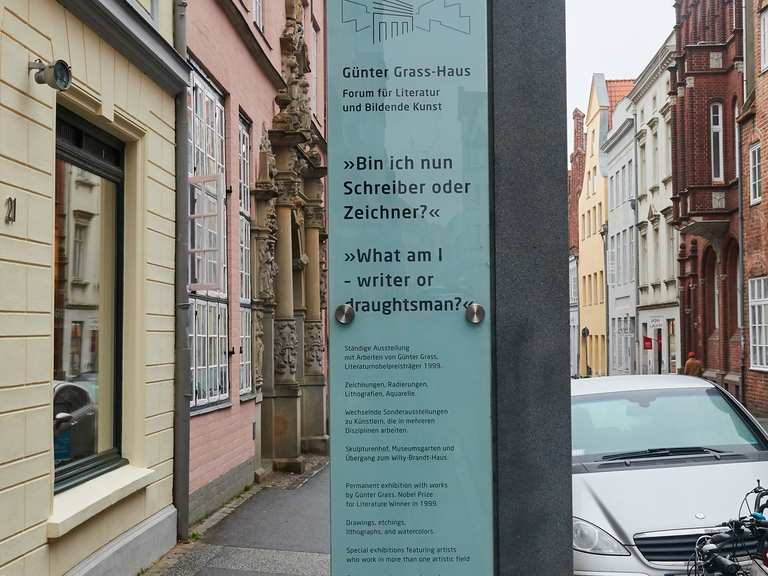 21
Günter Grass-Haus
Forum für Literatur
und Bildende Kunst
»Bin ich nun
Schreiber oder
Zeichner?«
»What am I
– writer or
draughtsman?«
Ständige Ausstellung
mit Arbeiten von Günter Grass,
Literaturnobelpreisträger 1999.
Zeichnungen, Radierungen,
Lithografien, Aquarelle.
Wechselnde Sonderausstellungen
zu Künstlern, die in mehreren
Disziplinen arbeiten.
Skulpturenhof, Museumsgarten und
Übergang zum Willy-Brandt-Haus.
Permanent exhibition with works
by Günter Grass, Nobel Prize
for Literature Winner in 1999.
Drawings, etchings,
lithographs, and watercolors.
Special exhibitions featuring artists
who work in more than one artistic field